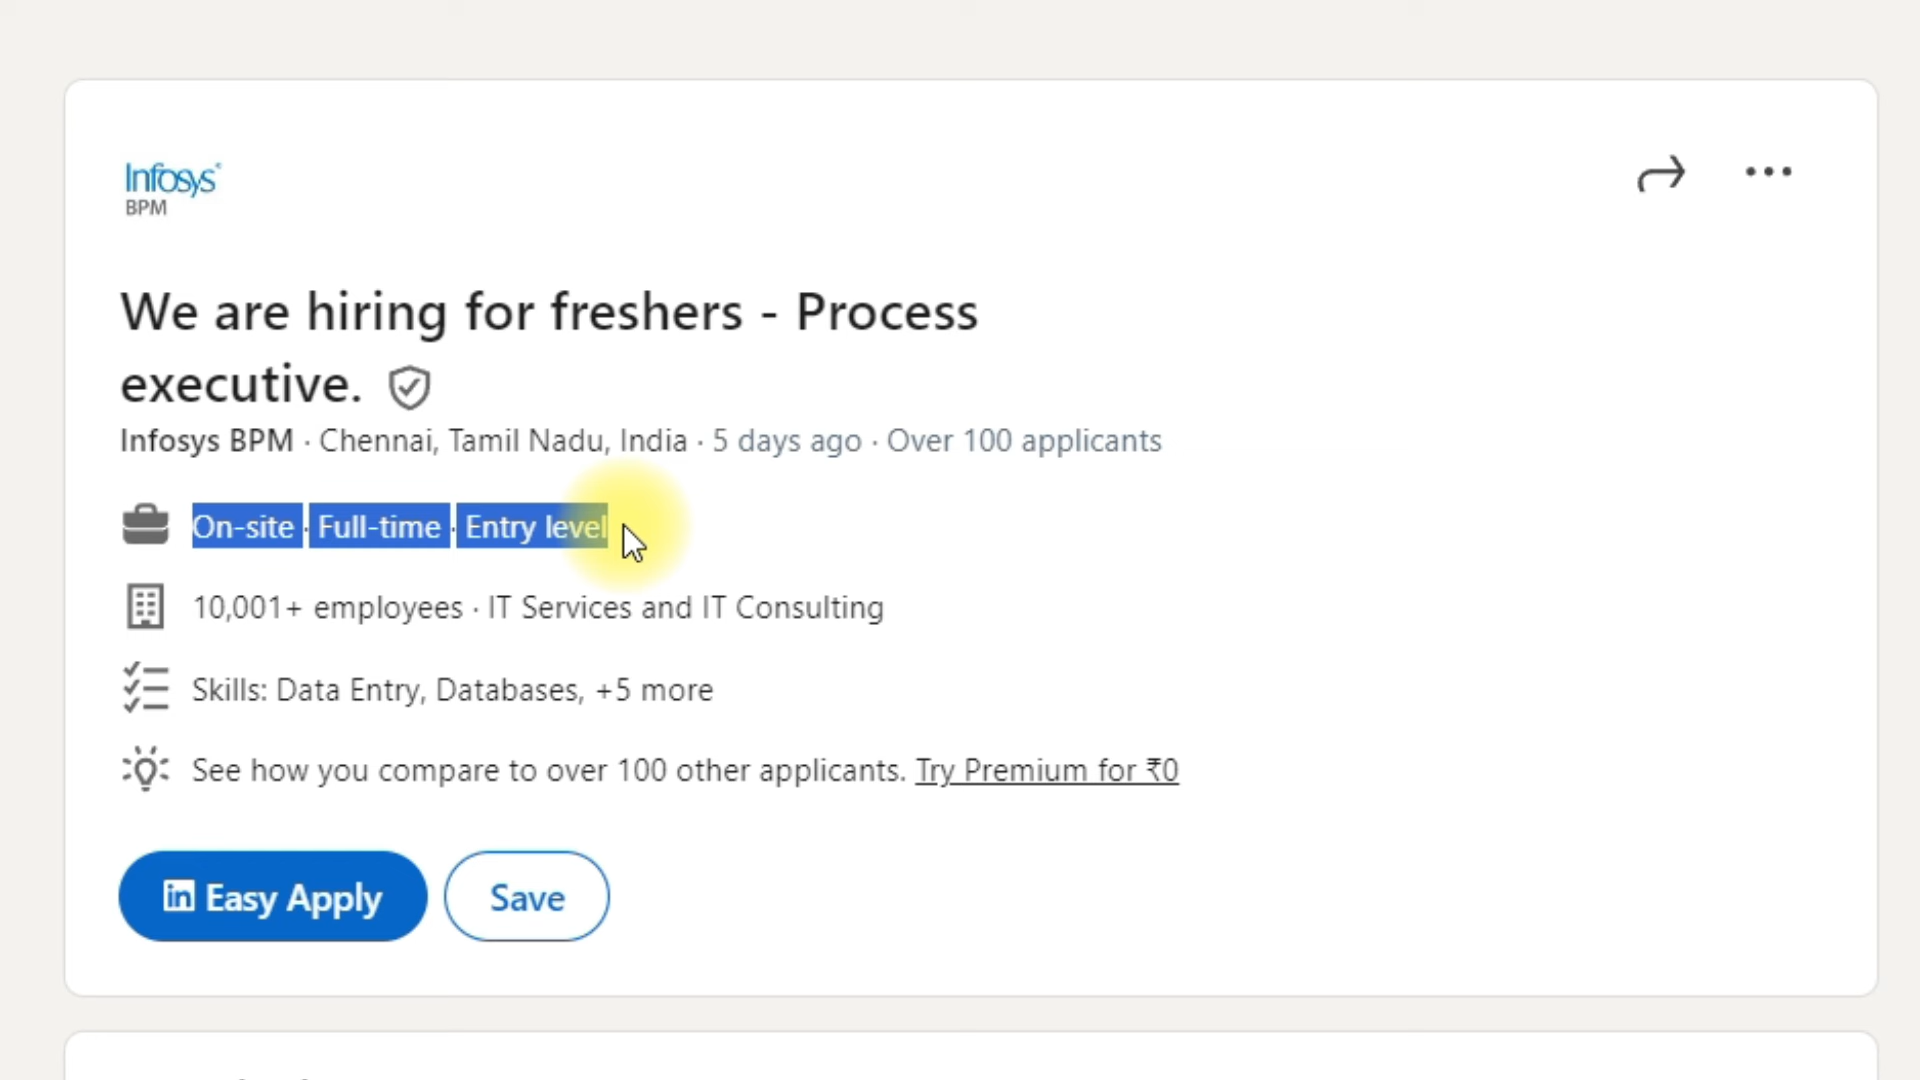 Infosys
BPM
We are hiring for freshers - Process
executive.
Infosys BPM · Chennai, Tamil Nadu, India · 5 days ago · Over 100 applicants
On-site · Full-time · Entry level
10,001+ employees · IT Services and IT Consulting
Skills: Data Entry, Databases, +5 more
See how you compare to over 100 other applicants. Try Premium for ₹0
in Easy Apply
Save